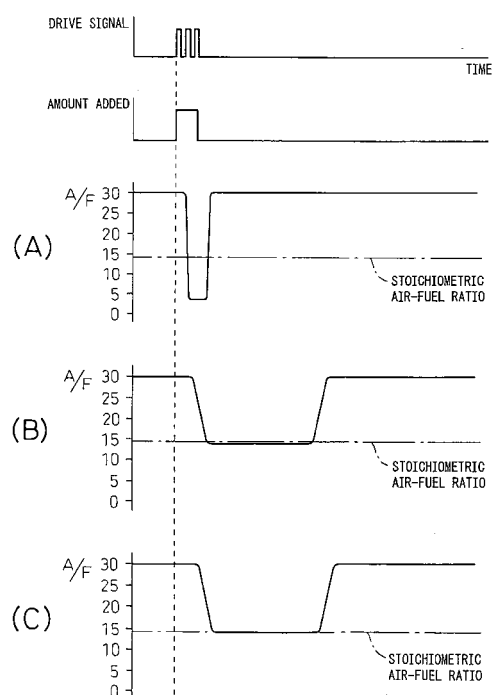 DRIVE SIGNAL
TIME
AMOUNT ADDED
(A)
A/F 30
25
20
15
10
5
0
STOICHIOMETRIC
AIR-FUEL RATIO
(B)
A/F 30
25
20
15
10
5
0
STOICHIOMETRIC
AIR-FUEL RATIO
(C)
A/F 30
25
20
15
10
5
0
STOICHIOMETRIC
AIR-FUEL RATIO